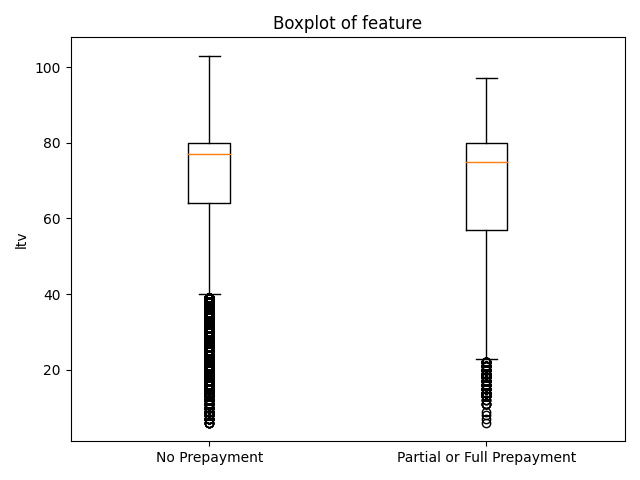 Boxplot of feature
100
80
60
40
20
ltv
No Prepayment
Partial or Full Prepayment